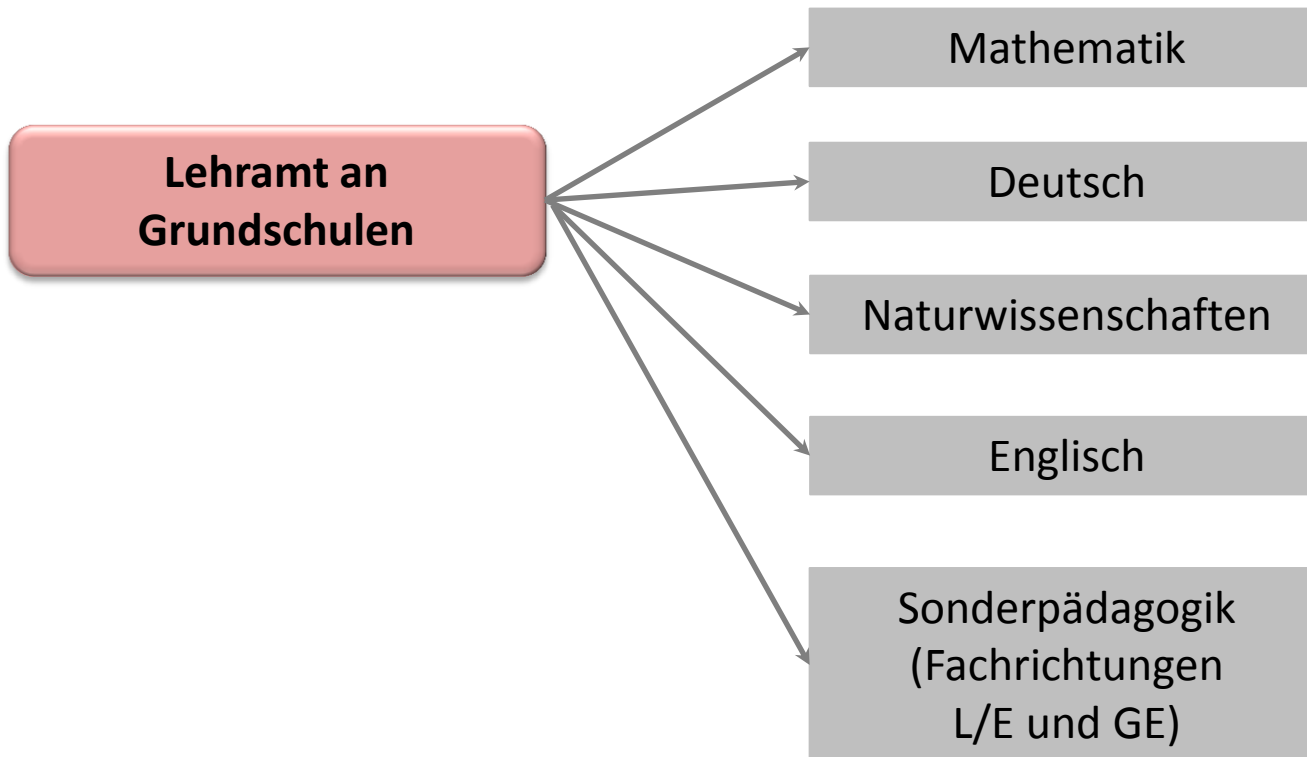 Lehramt an
Grundschulen
Mathematik
Deutsch
Naturwissenschaften
Englisch
Sonderpädagogik
(Fachrichtungen
L/E und GE)